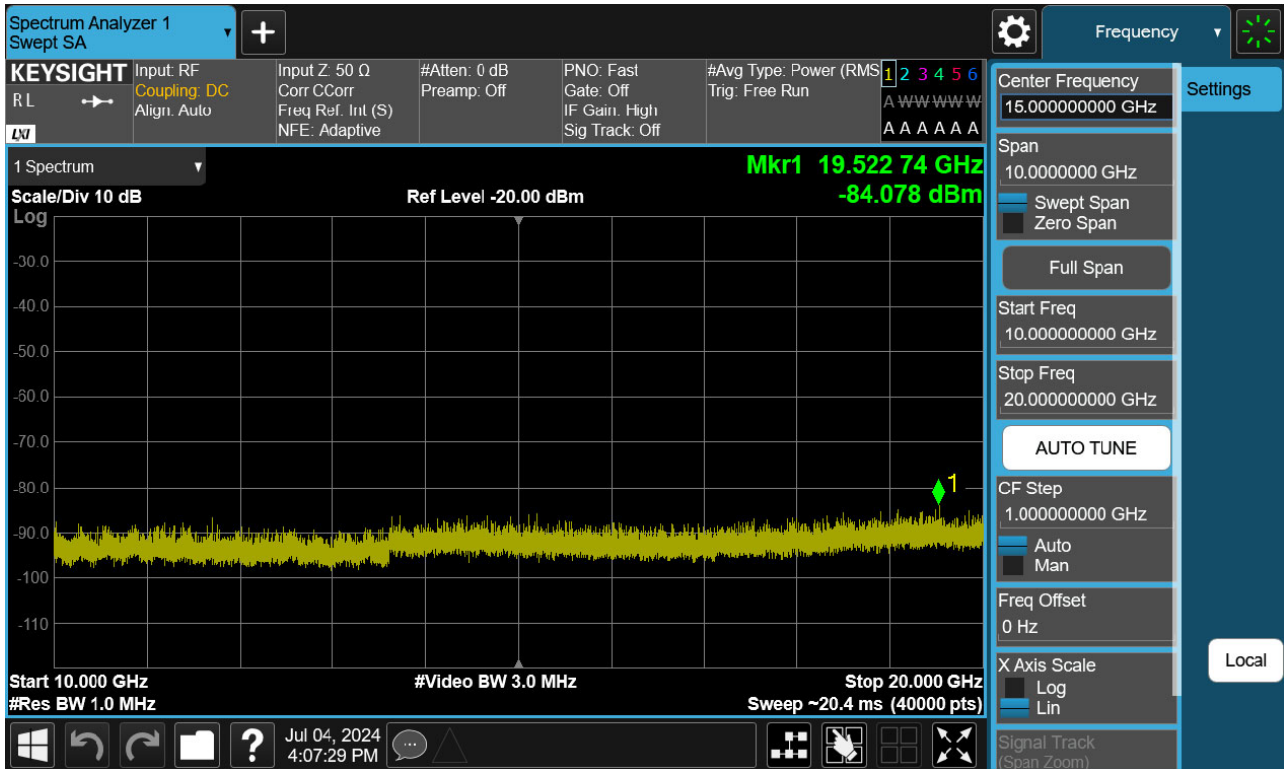 Spectrum Analyzer 1
Swept SA
+
Frequency
KEYSIGHT
R L
LXI
Input: RF
Coupling: DC
Align: Auto
Input Z: 50 Ω
Corr CCorr
Freq Ref: Int (S)
NFE: Adaptive
#Atten: 0 dB
Preamp: Off
PNO: Fast
Gate: Off
IF Gain: High
Sig Track: Off
#Avg Type: Power (RMS
Trig: Free Run
1 2 3 4 5 6
A W W W W W
A A A A A A
1 Spectrum
Mkr1 19.522 74 GHz
Scale/Div 10 dB
Ref Level -20.00 dBm
-84.078 dBm
Log
-30.0
-40.0
-50.0
-60.0
-70.0
-80.0
-90.0
-100
-110
1
Start 10.000 GHz
#Video BW 3.0 MHz
Stop 20.000 GHz
#Res BW 1.0 MHz
Sweep ~20.4 ms (40000 pts)
Center Frequency
15.000000000 GHz
Settings
Span
10.0000000 GHz
Swept Span
Zero Span
Full Span
Start Freq
10.000000000 GHz
Stop Freq
20.000000000 GHz
AUTO TUNE
CF Step
1.000000000 GHz
Auto
Man
Freq Offset
0 Hz
X Axis Scale
Log
Lin
Local
Signal Track
(Span Zoom)
?
Jul 04, 2024
4:07:29 PM